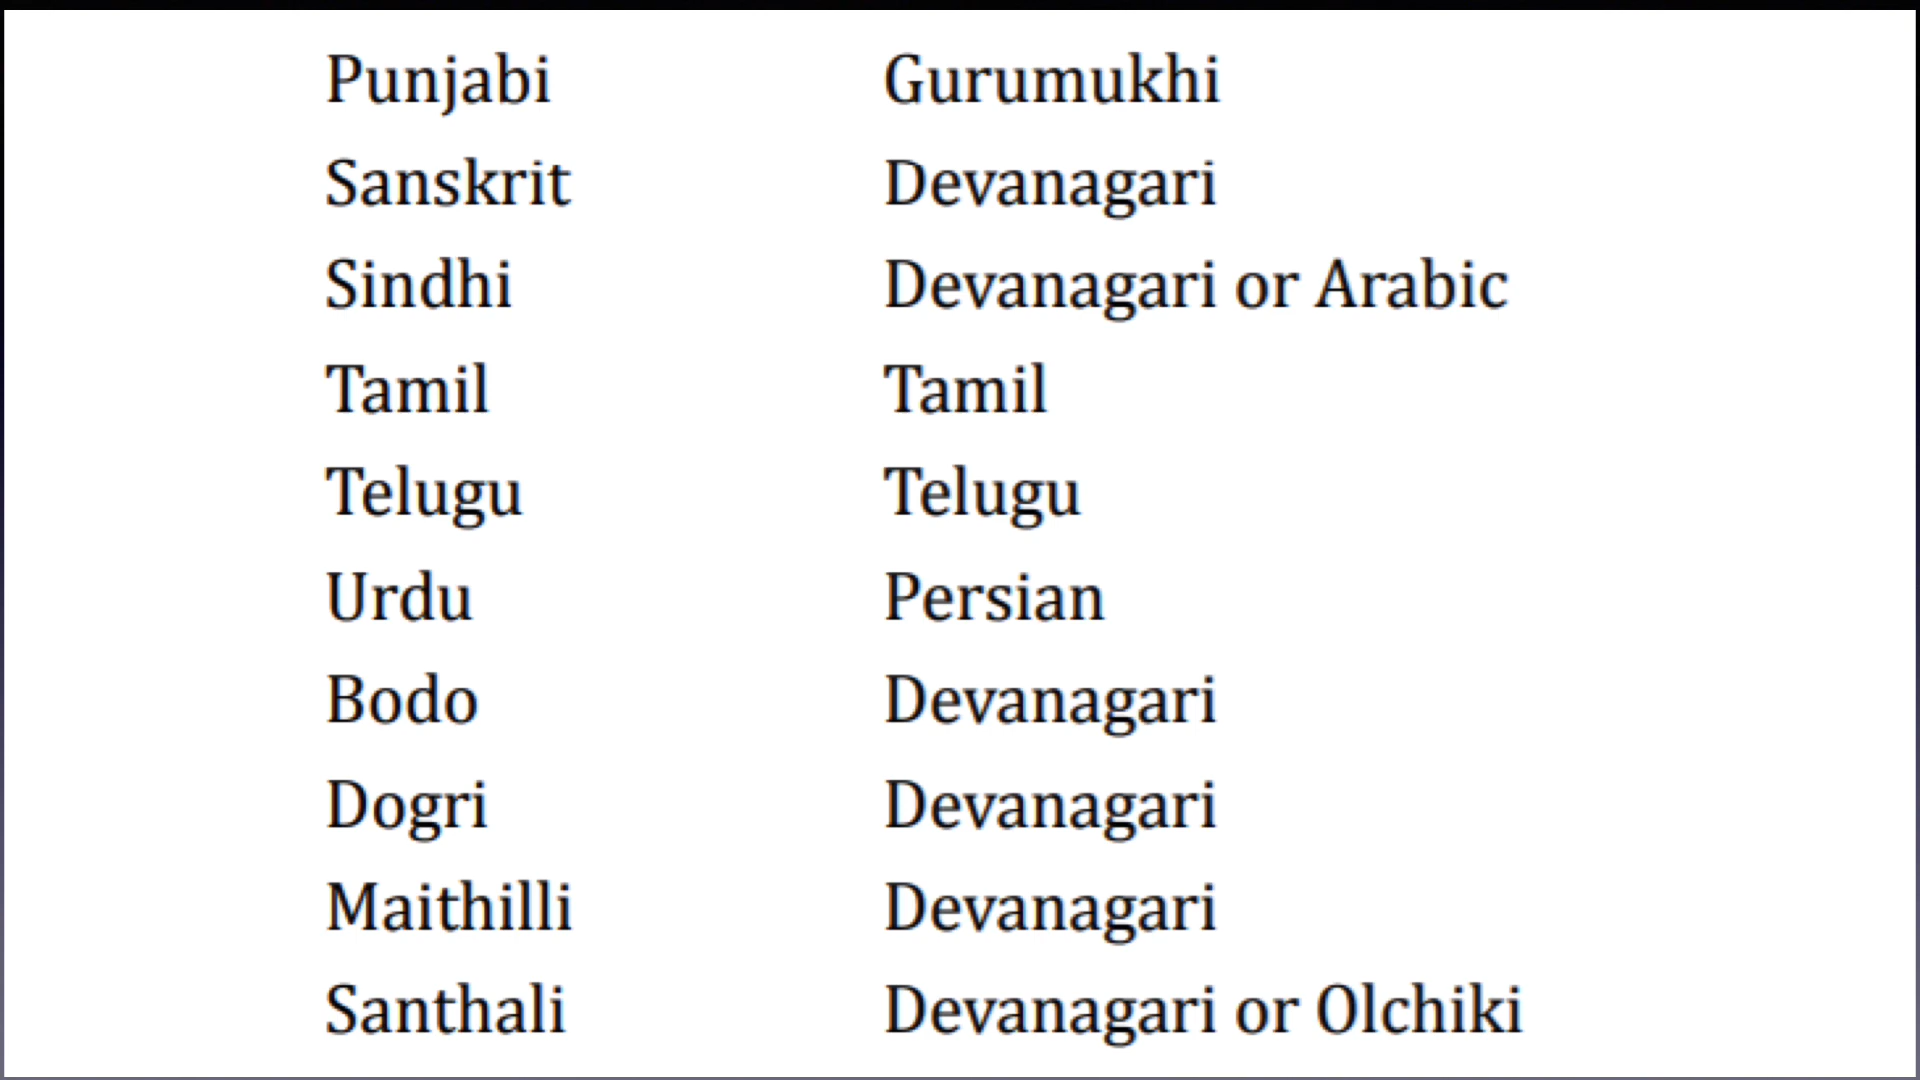 Punjabi Gurumukhi
Sanskrit Devanagari
Sindhi Devanagari or Arabic
Tamil Tamil
Telugu Telugu
Urdu Persian
Bodo Devanagari
Dogri Devanagari
Maithilli Devanagari
Santhali Devanagari or Olchiki